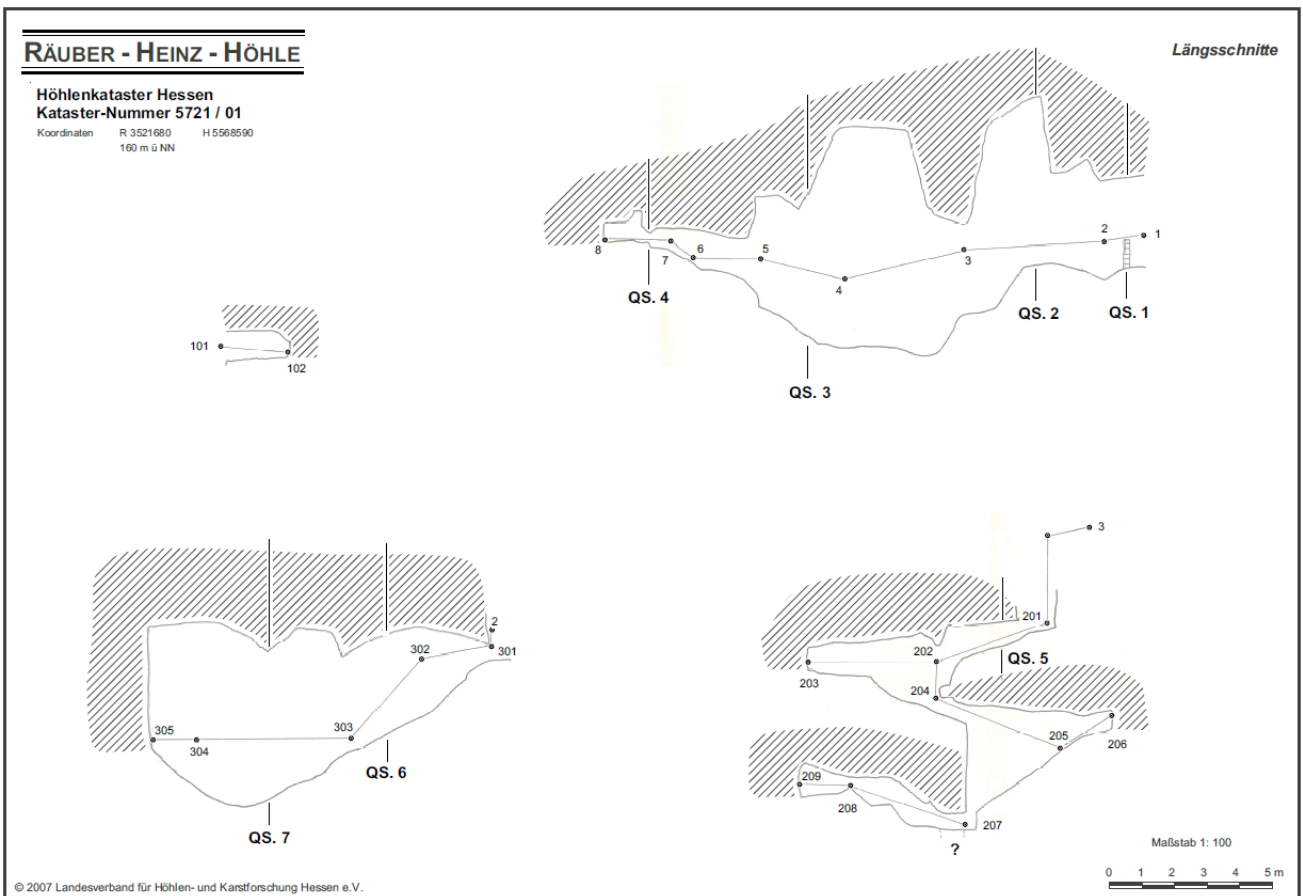 RÄUBER - HEINZ - HÖHLE
Längsschnitte
Höhlenkataster Hessen
Kataster-Nummer 5721 / 01
Koordinaten R 3521680 H 5568590
160 m ü NN
8
7
6
5
4
3
2
1
QS. 4
QS. 3
QS. 2
QS. 1
101
102
3
201
202
QS. 5
203
204
205
206
209
208
207
?
2
302
301
305
304
303
QS. 6
QS. 7
Maßstab 1: 100
0 1 2 3 4 5 m
© 2007 Landesverband für Höhlen- und Karstforschung Hessen e.V.